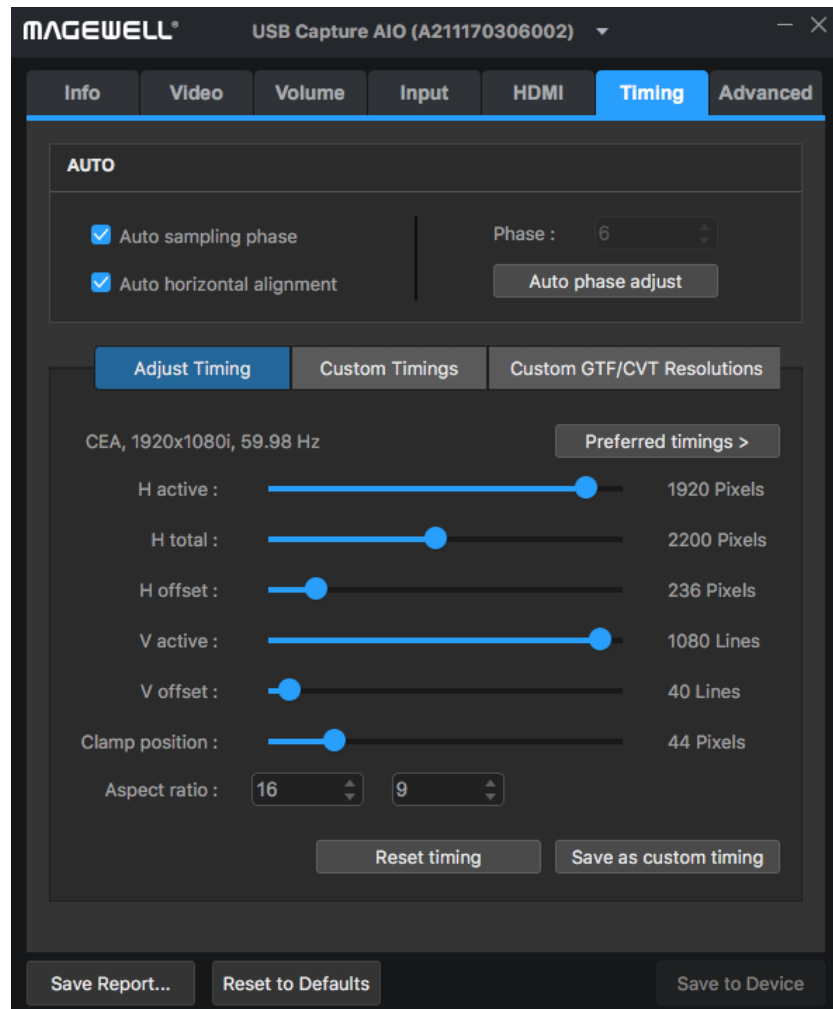 MAGEWELL® USB Capture AIO (A211170306002)
Info Video Volume Input HDMI Timing Advanced
AUTO
Auto sampling phase Phase : 6
Auto horizontal alignment Auto phase adjust
Adjust Timing Custom Timings Custom GTF/CVT Resolutions
CEA, 1920x1080i, 59.98 Hz Preferred timings >
H active : 1920 Pixels
H total : 2200 Pixels
H offset : 236 Pixels
V active : 1080 Lines
V offset : 40 Lines
Clamp position : 44 Pixels
Aspect ratio : 16 9
Reset timing Save as custom timing
Save Report... Reset to Defaults Save to Device